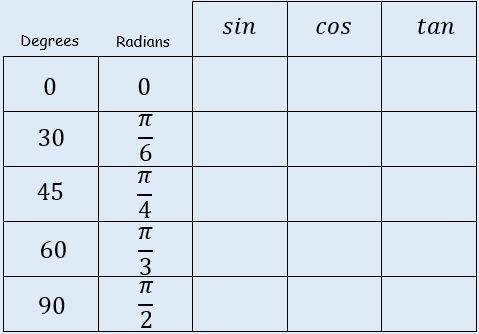 Degrees Radians sin cos tan
0 0
30 π/6
45 π/4
60 π/3
90 π/2